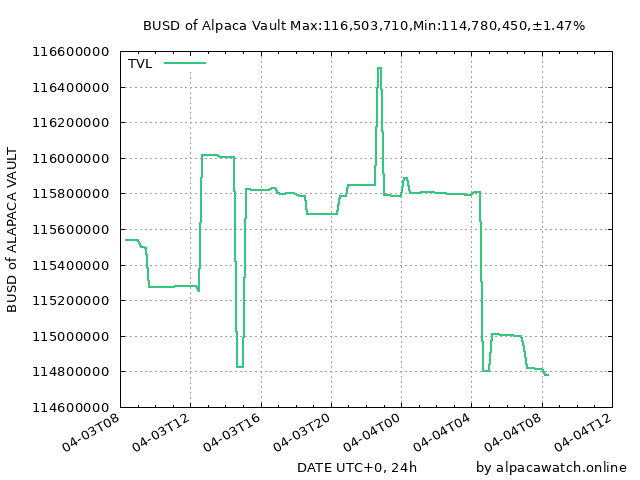 BUSD of Alpaca Vault Max:116,503,710,Min:114,780,450,±1.47%
TVL
116600000
116400000
116200000
116000000
115800000
115600000
115400000
115200000
115000000
114800000
114600000
BUSD of ALAPACA VAULT
04-03T08
04-03T12
04-03T16
04-03T20
04-04T00
04-04T04
04-04T08
04-04T12
DATE UTC+0, 24h
by alpacawatch.online